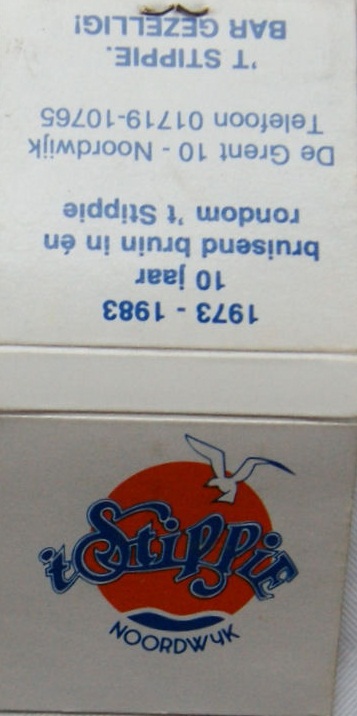 1973 - 1983
10 jaar
bruisend bruin in én
rondom 't Stippie
De Grent 10 - Noordwijk
Telefoon 01719-10765
'T STIPPIE.
BAR GEZELLIG!
't Stippie
NOORDWYK